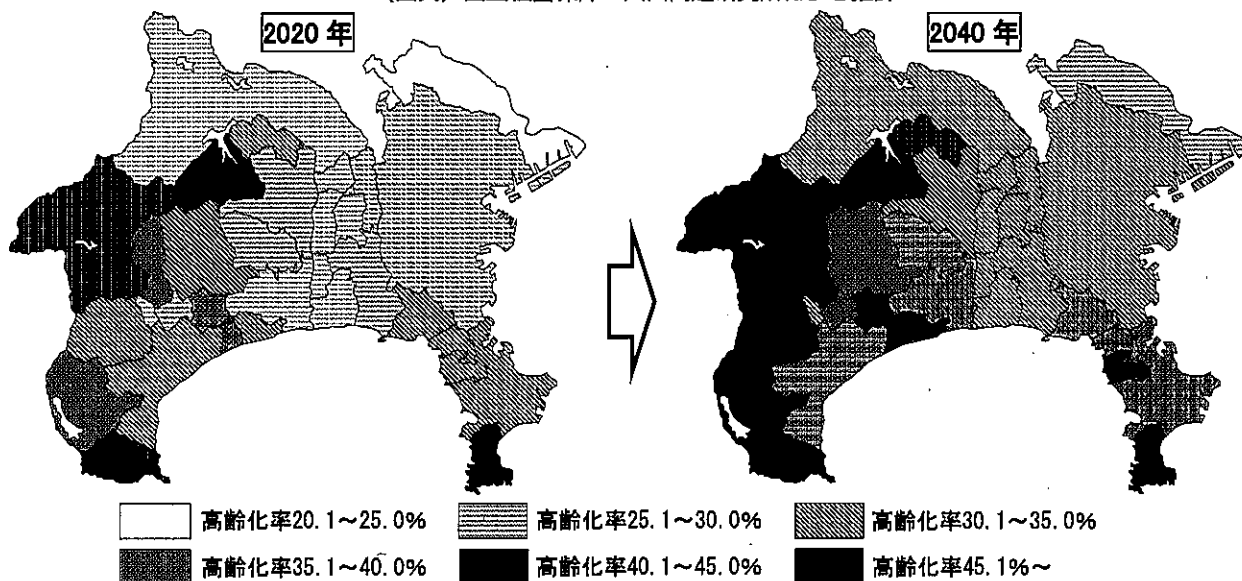 2020 年
2040 年
高齢化率20.1～25.0%
高齢化率25.1～30.0%
高齢化率30.1～35.0%
高齢化率35.1～40.0%
高齢化率40.1～45.0%
高齢化率45.1%～